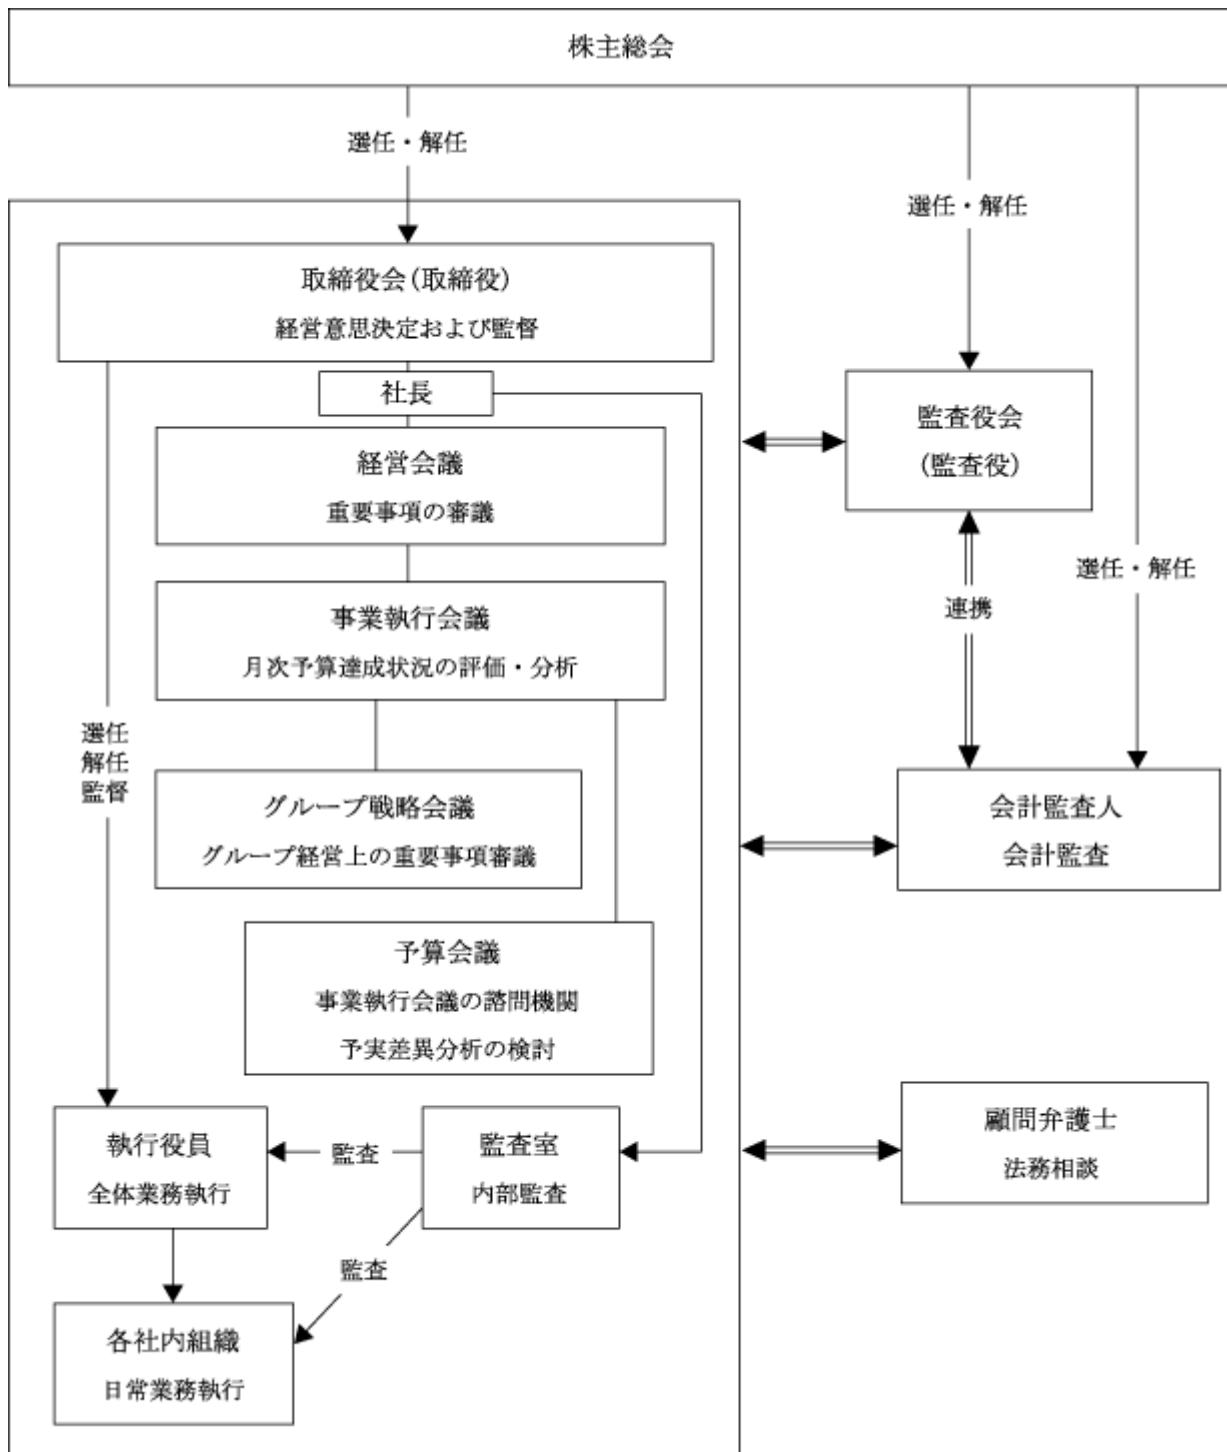 株主総会
選任・解任
選任・解任
取締役会(取締役)
経営意思決定および監督
社長
監査役会
(監査役)
経営会議
重要事項の審議
選任・解任
連携
事業執行会議
月次予算達成状況の評価・分析
選任
解任
監督
グループ戦略会議
グループ経営上の重要事項審議
会計監査人
会計監査
予算会議
事業執行会議の諮問機関
予実差異分析の検討
執行役員
全体業務執行
監査
監査室
内部監査
顧問弁護士
法務相談
監査
各社内組織
日常業務執行